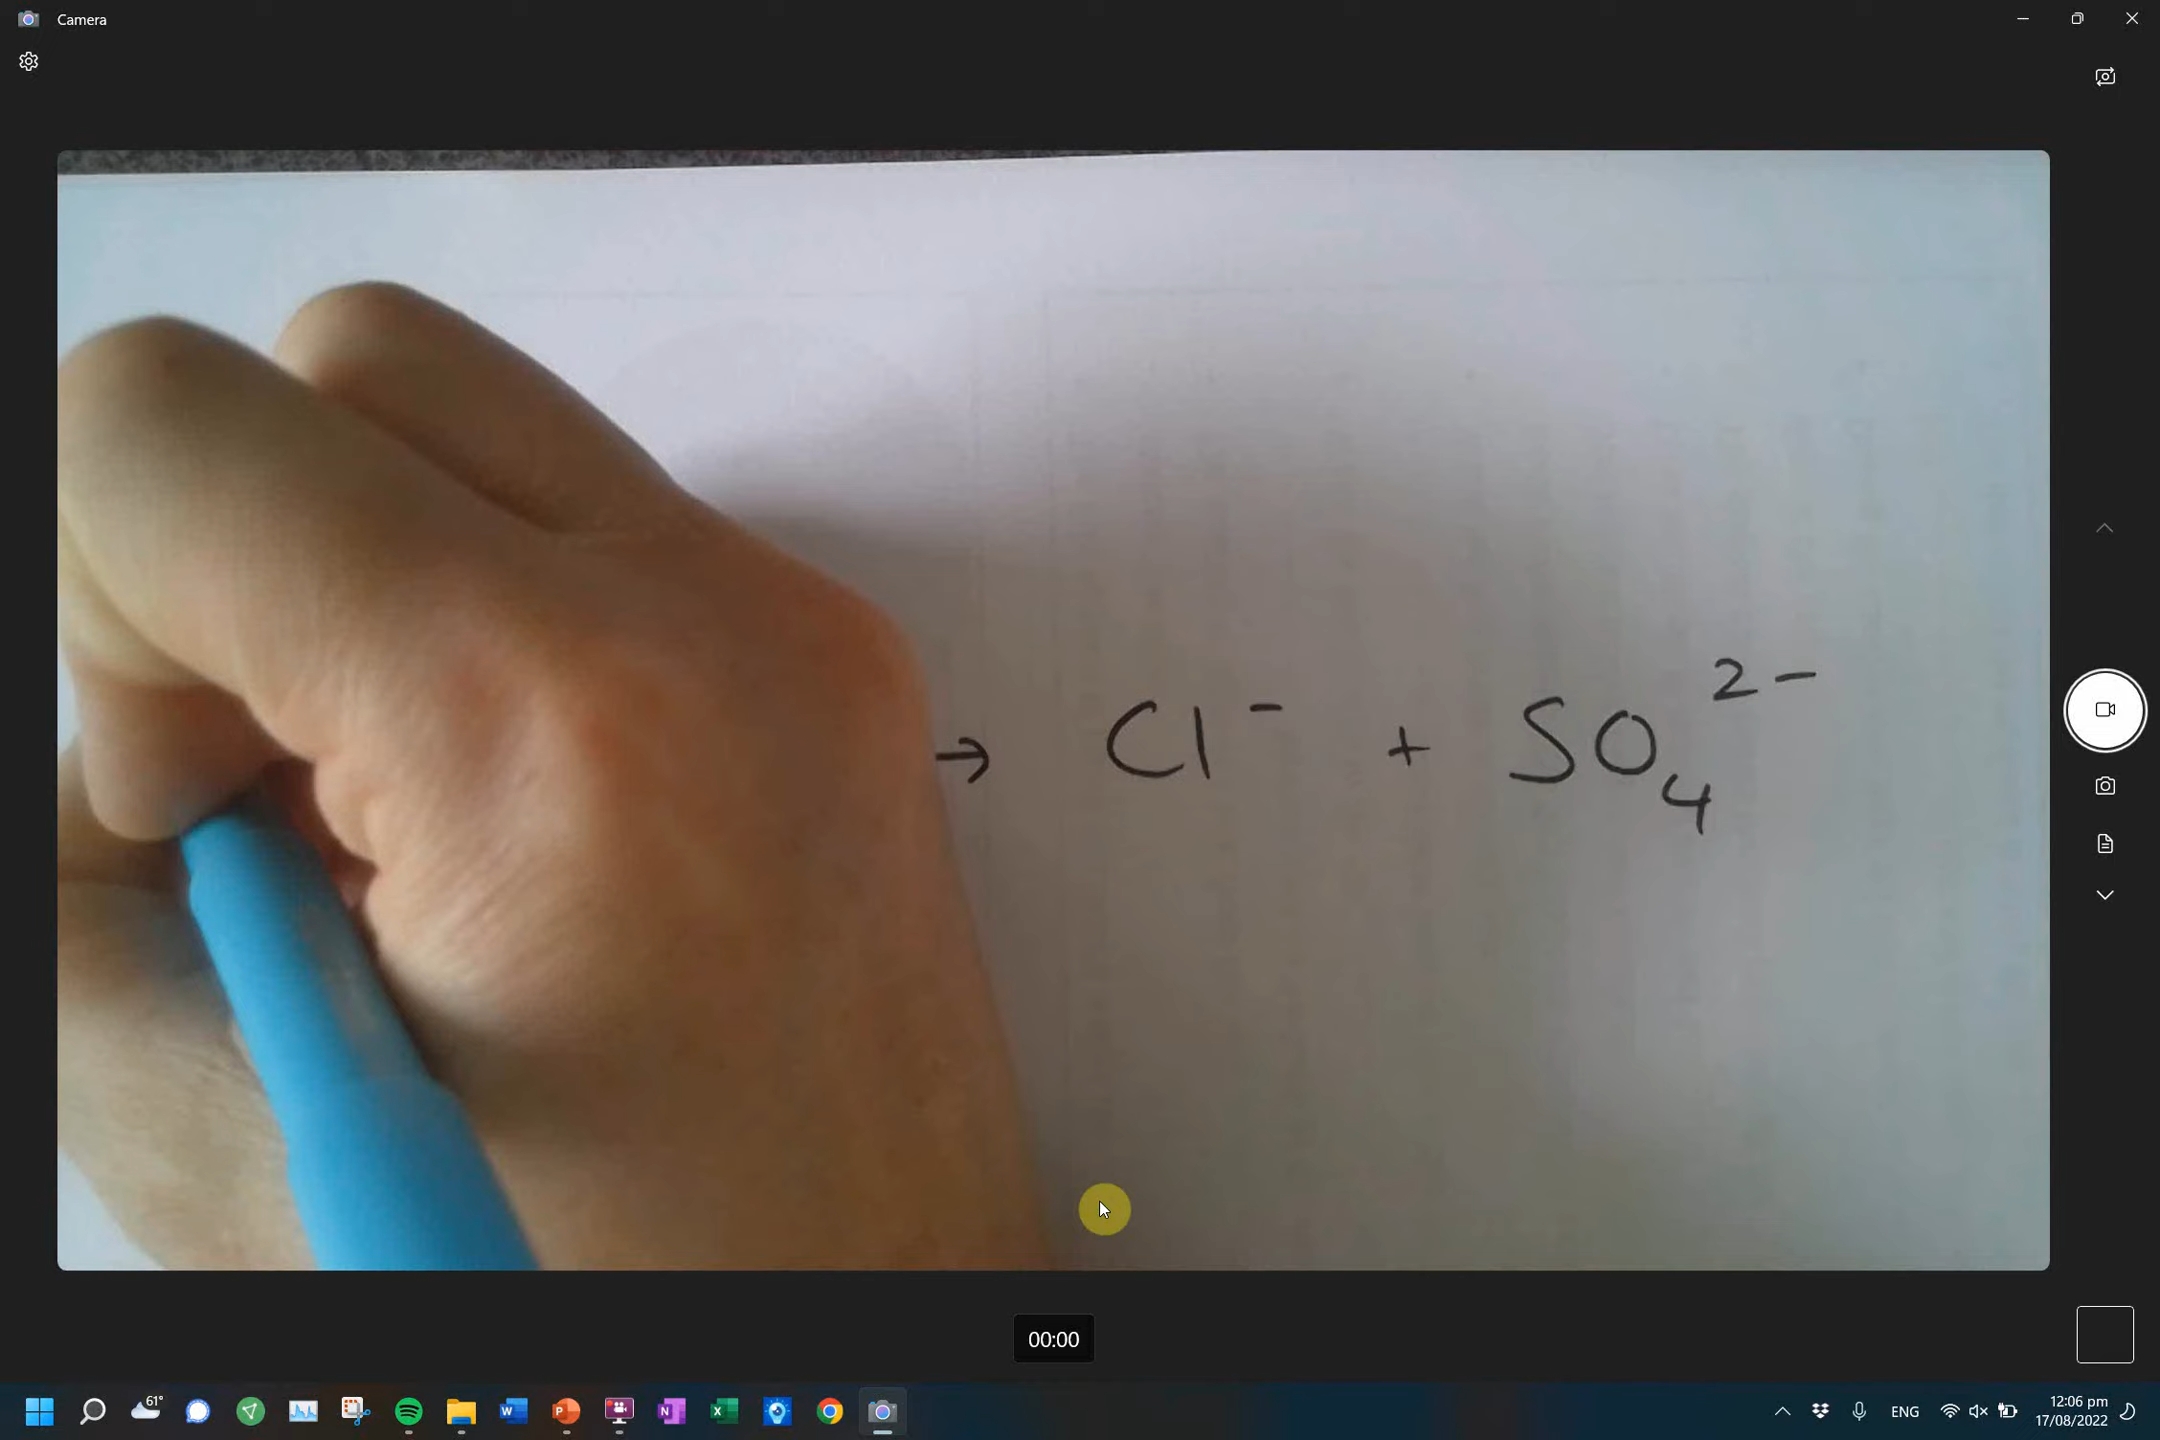 Camera
→ Cl⁻ + SO₄²⁻
00:00
61°
ENG
12:06 pm
17/08/2022